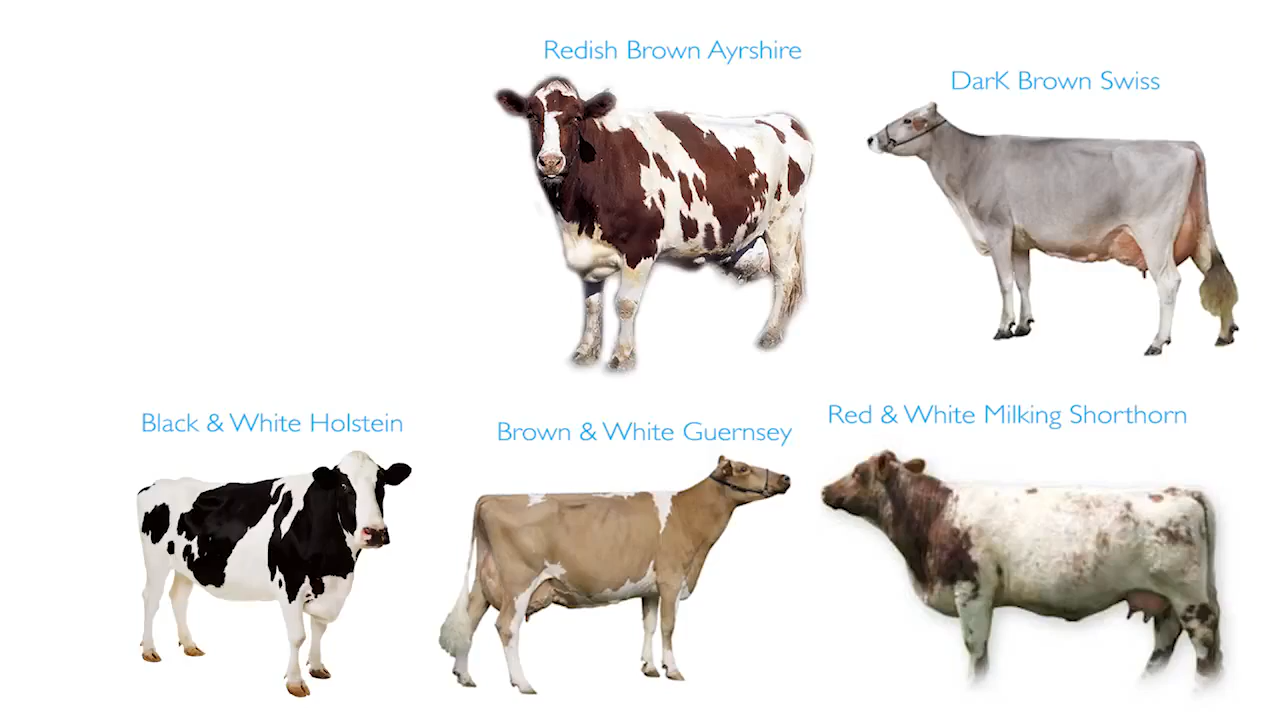 Redish Brown Ayrshire
DarK Brown Swiss
Black & White Holstein
Brown & White Guernsey
Red & White Milking Shorthorn